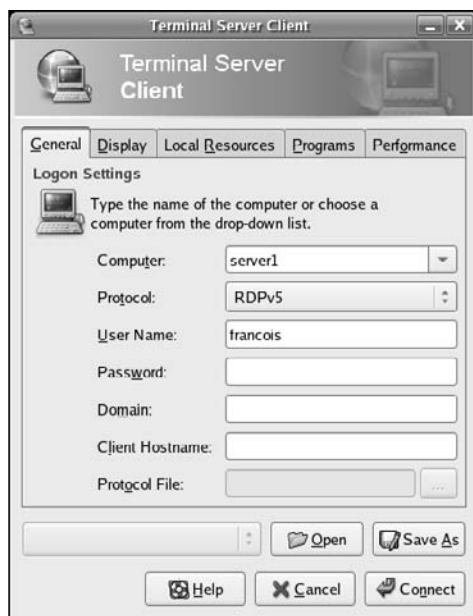 Terminal Server Client
Terminal Server
Client
General Display Local Resources Programs Performance
Logon Settings
Type the name of the computer or choose a
computer from the drop-down list.
Computer: server1
Protocol: RDPv5
User Name: francois
Password:
Domain:
Client Hostname:
Protocol File: ...
Open Save As
Help Cancel Connect